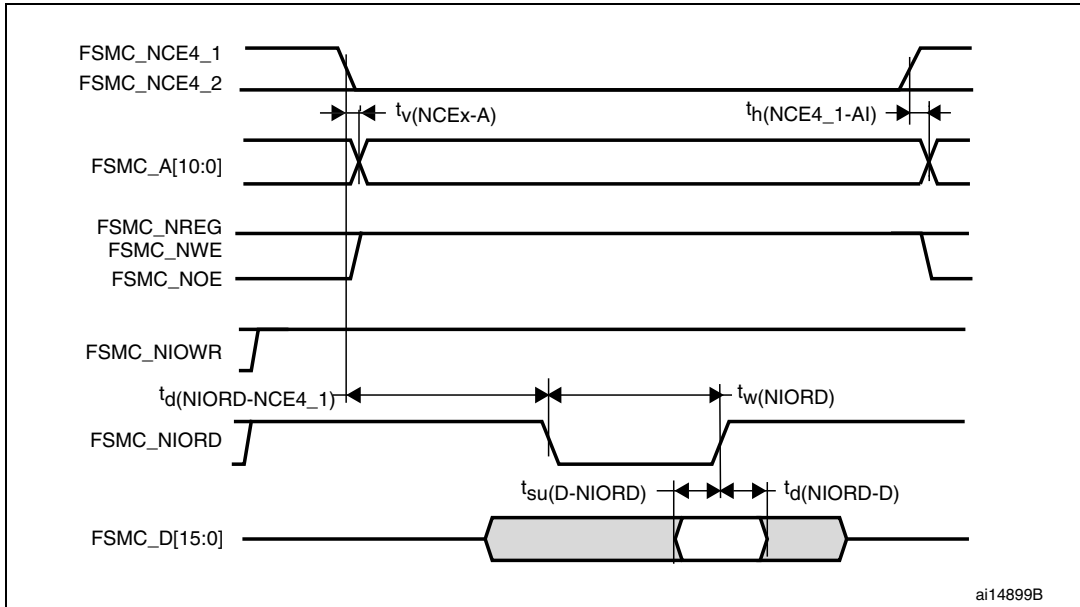 FSMC_NCE4_1
FSMC_NCE4_2
tv(NCEx-A)
th(NCE4_1-AI)
FSMC_A[10:0]
FSMC_NREG
FSMC_NWE
FSMC_NOE
FSMC_NIOWR
td(NIORD-NCE4_1)
tw(NIORD)
FSMC_NIORD
tsu(D-NIORD)
td(NIORD-D)
FSMC_D[15:0]
ai14899B